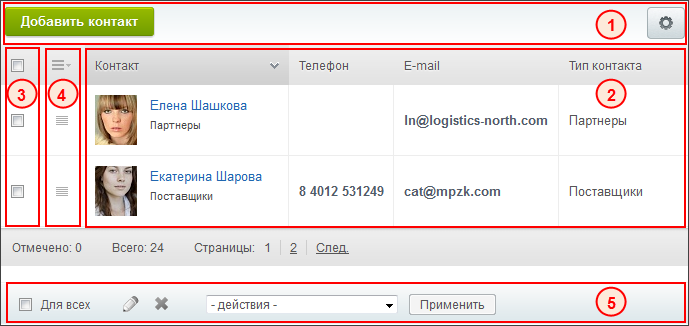 Добавить контакт
1
Контакт Телефон E-mail Тип контакта
3 4 2
Елена Шашкова
Партнеры
ln@logistics-north.com Партнеры
Екатерина Шарова
Поставщики
8 4012 531249 cat@mpzk.com Поставщики
Отмечено: 0 Всего: 24 Страницы: 1 2 След.
Для всех - действия - Применить 5